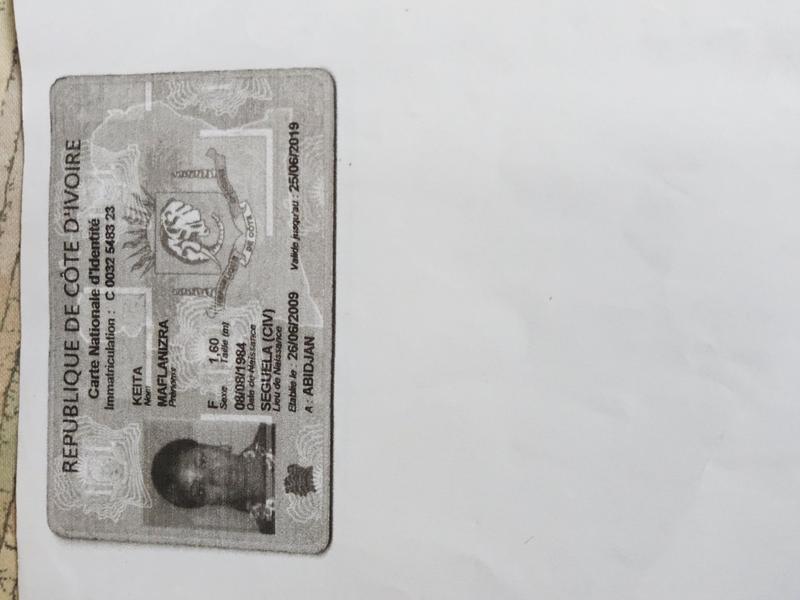 REPUBLIQUE DE CÔTE D'IVOIRE
Carte Nationale d'Identité
Immatriculation : C 0032 5483 23
KEITA
Nom
MAFLANIZRA
Prénoms
F 1,60
Sexe Taille (m)
08/08/1984
Date de Naissance
SEGUELA (CIV)
Lieu de Naissance
Etablie le : 26/06/2009 Valide jusqu'au : 25/06/2019
A : ABIDJAN
DE CÔTE